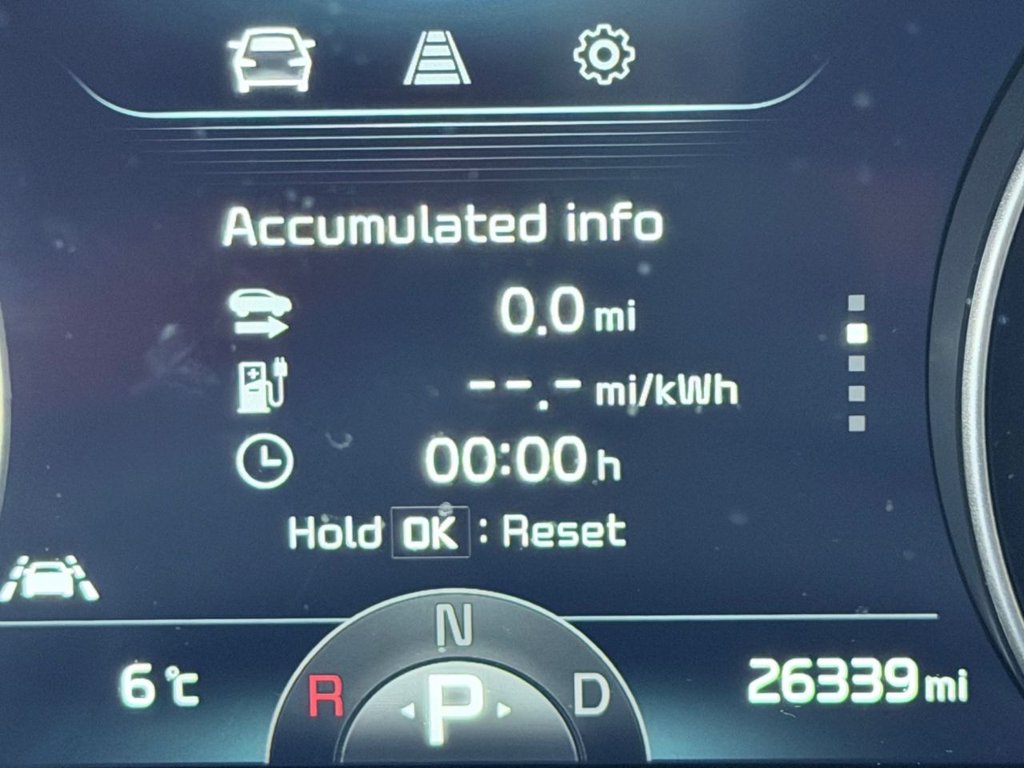 Accumulated info
0.0 mi
--.- mi/kWh
00:00 h
Hold OK : Reset
N
6°C R P D 26339 mi